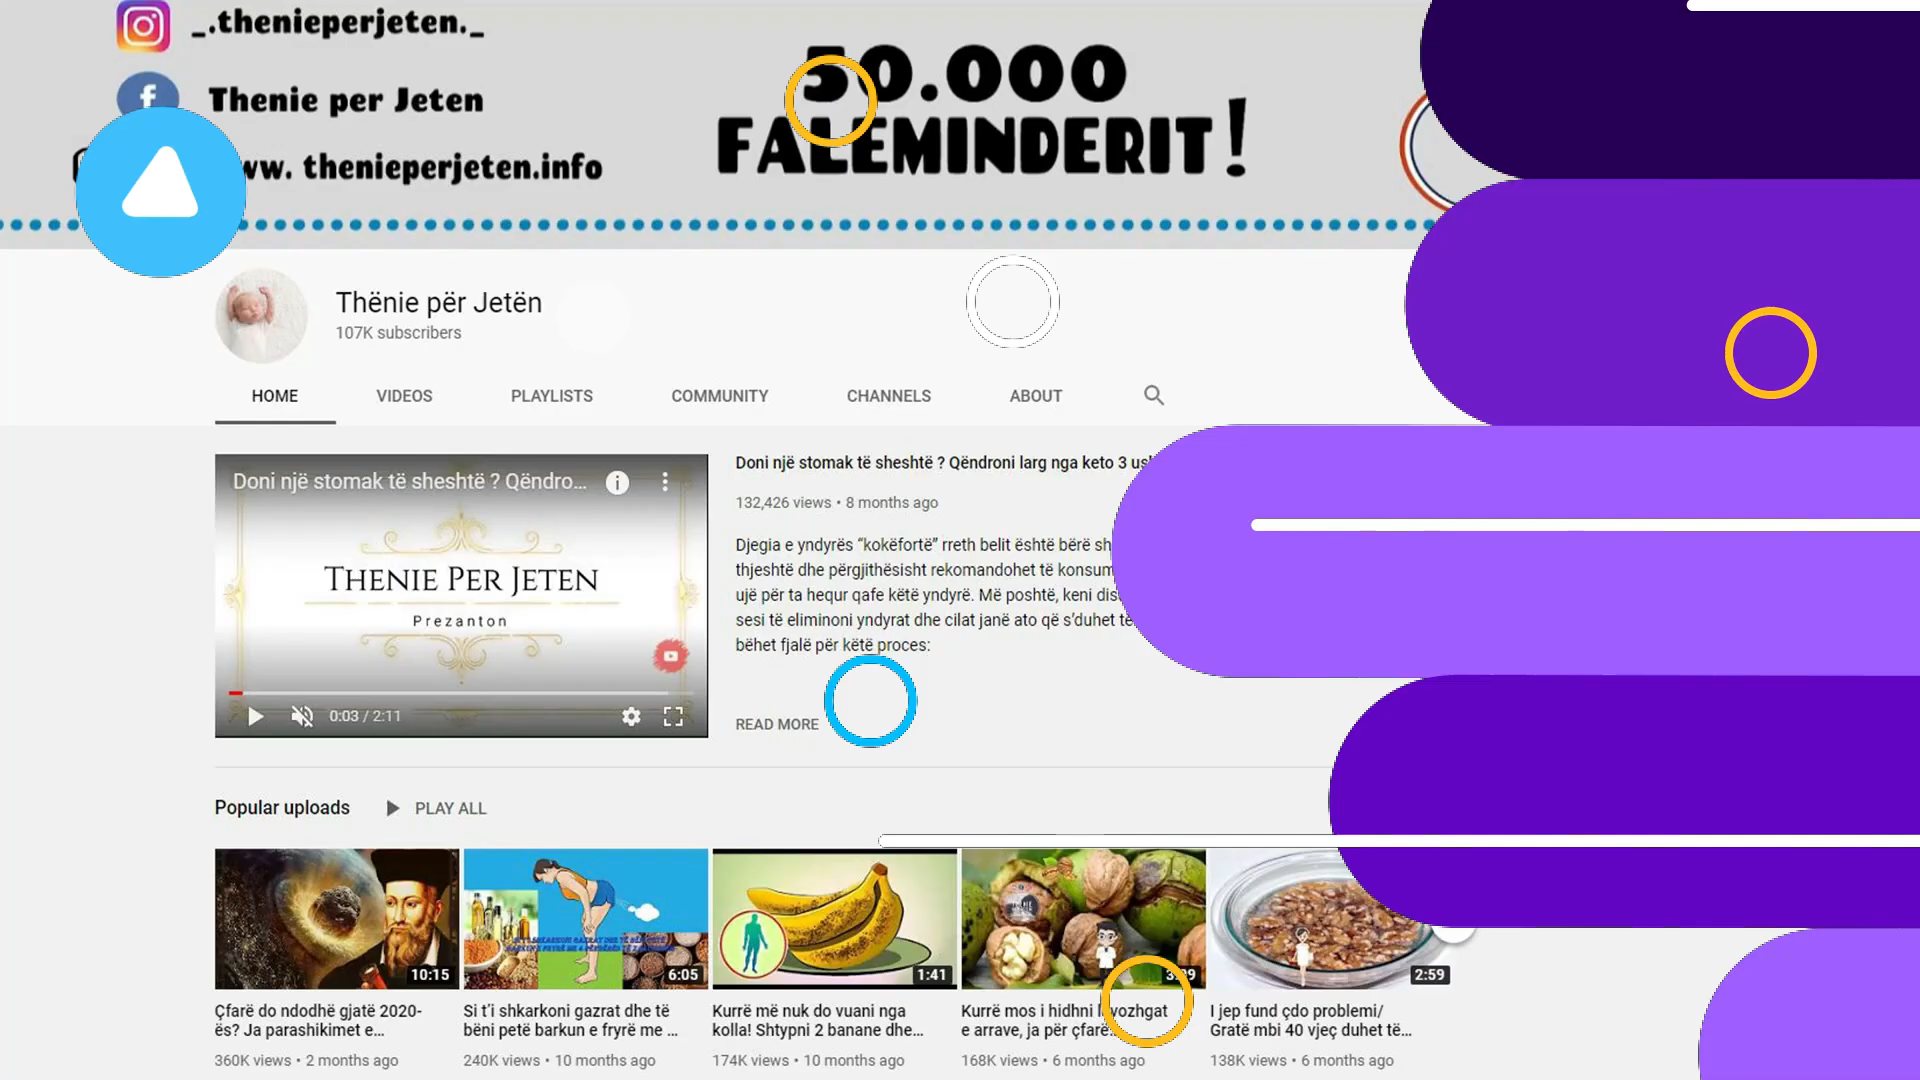 _.thenieperjeten._
Thenie per Jeten
www. thenieperjeten.info
50.000
FALEMINDERIT!
Thënie për Jetën
107K subscribers
HOME
VIDEOS
PLAYLISTS
COMMUNITY
CHANNELS
ABOUT
Doni një stomak të sheshtë ? Qëndro...
THENIE PER JETEN
Prezanton
0:03 / 2:11
Doni një stomak të sheshtë ? Qëndroni larg nga keto 3
132,426 views • 8 months ago
Djegia e yndyrës “kokëfortë” rreth belit është bërë
thjeshtë dhe përgjithësisht rekomandohet të
ujë për ta hequr qafe këtë yndyrë. Më poshtë, keni
sesi të eliminoni yndyrat dhe cilat janë ato që s’duhet
bëhet fjalë për këtë proces:
READ MORE
Popular uploads
PLAY ALL
10:15
6:05
1:41
2:59
Çfarë do ndodhë gjatë 2020-
ës? Ja parashikimet e...
360K views • 2 months ago
Si t’i shkarkoni gazrat dhe të
bëni petë barkun e fryrë me ...
240K views • 10 months ago
Kurrë më nuk do vuani nga
kolla! Shtypni 2 banane dhe...
174K views • 10 months ago
Kurrë mos i hidhni
e arrave, ja për çfarë...
168K views • 6 months ago
I jep fund çdo problemi/
Gratë mbi 40 vjeç duhet të...
138K views • 6 months ago